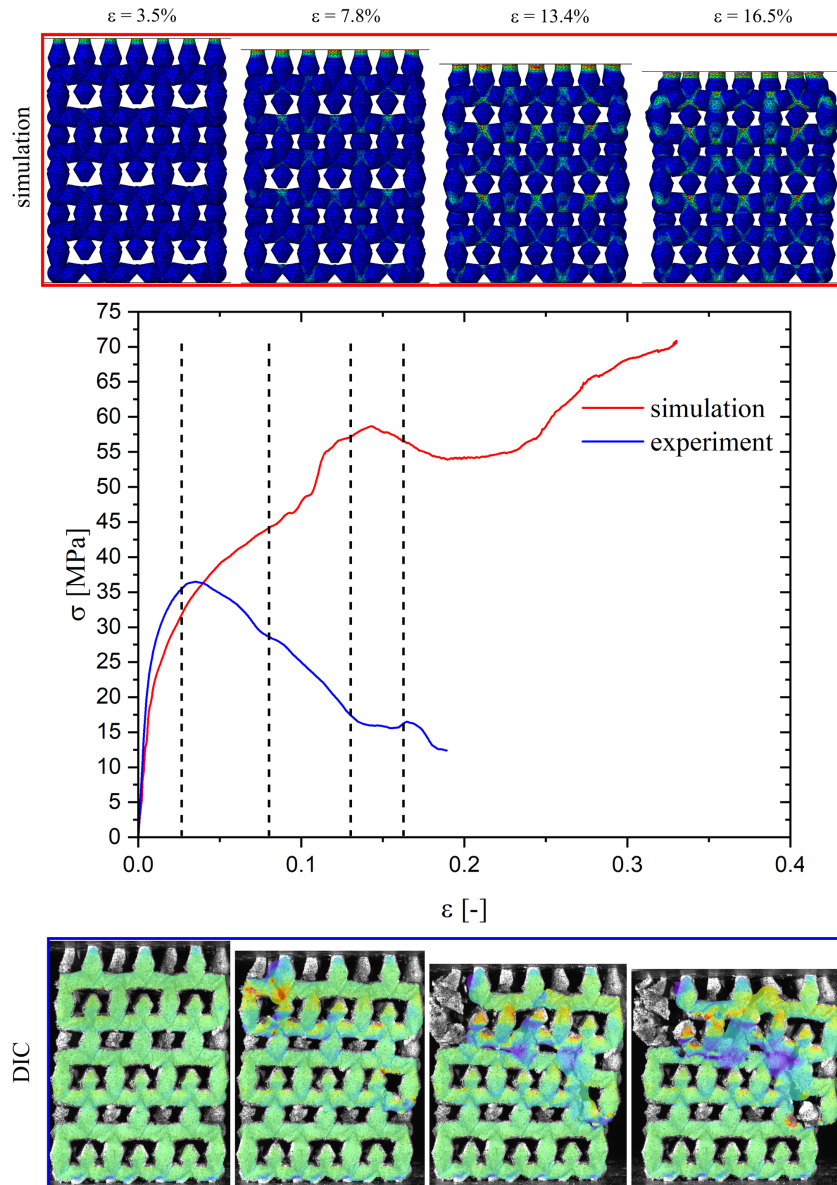 ε = 3.5% ε = 7.8% ε = 13.4% ε = 16.5%
simulation
75
70
65
60
55
50
45
40
35
30
25
20
15
10
5
0
σ [MPa]
simulation
experiment
0.0 0.1 0.2 0.3 0.4
ε [-]
DIC